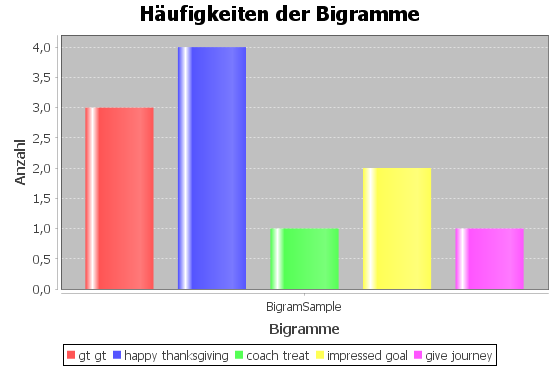 Häufigkeiten der Bigramme
4,0
3,5
3,0
2,5
2,0
1,5
1,0
0,5
0,0
Anzahl
BigramSample
Bigramme
gt gt happy thanksgiving coach treat impressed goal give journey